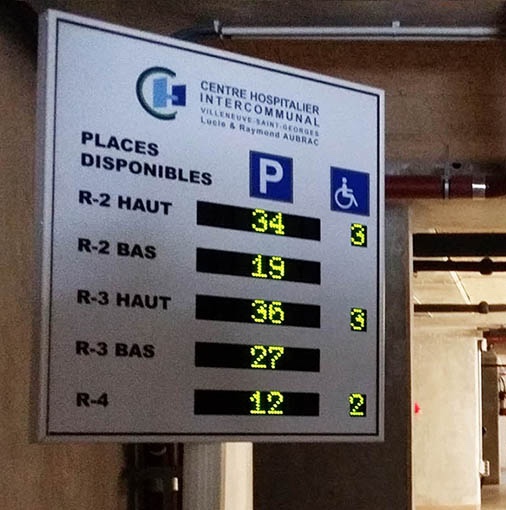 CENTRE HOSPITALIER
INTERCOMMUNAL
VILLENEUVE-SAINT-GEORGES
Lucie & Raymond AUBRAC
PLACES
DISPONIBLES
P
R-2 HAUT 34 3
R-2 BAS 19
R-3 HAUT 36 3
R-3 BAS 27
R-4 12 2